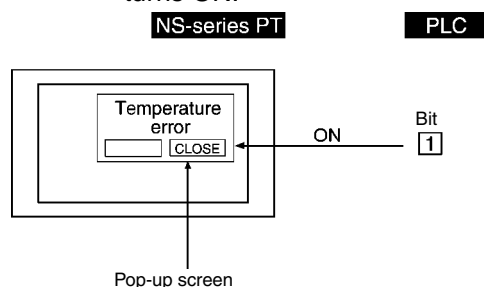 turns ON.
NS-series PT
PLC
Temperature
error
CLOSE
ON
Bit
1
Pop-up screen